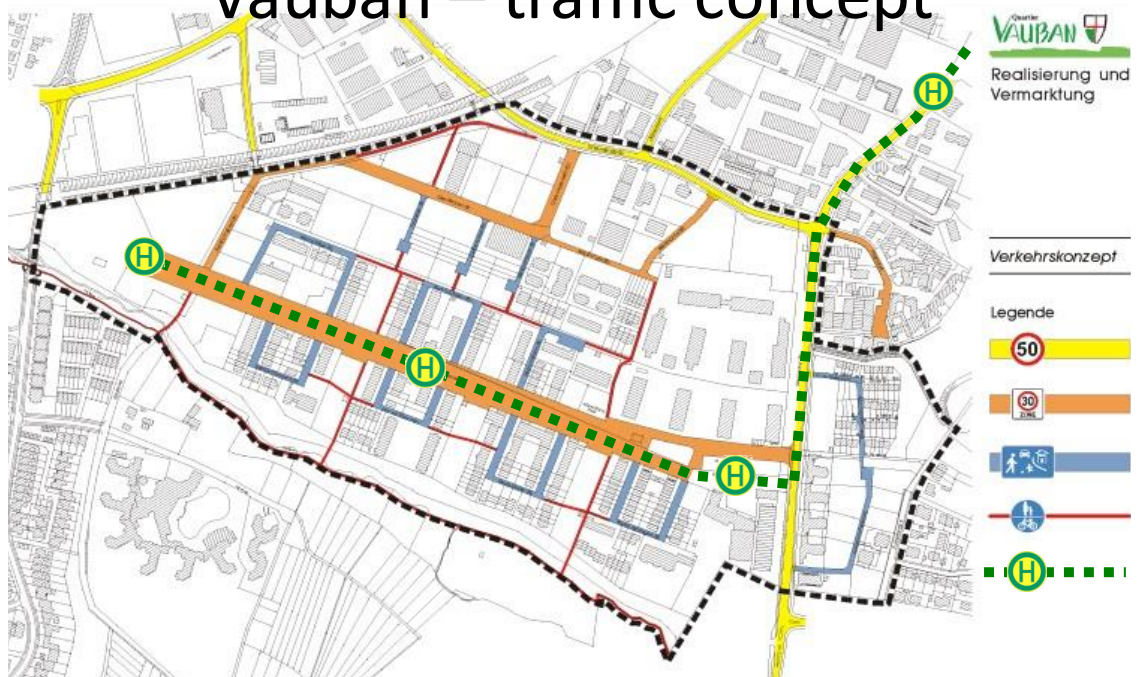 Vauban – traffic concept
Quartier
VAUBAN
Realisierung und
Vermarktung
Verkehrskonzept
Legende
50
30
ZONE
H
H
H
H
H